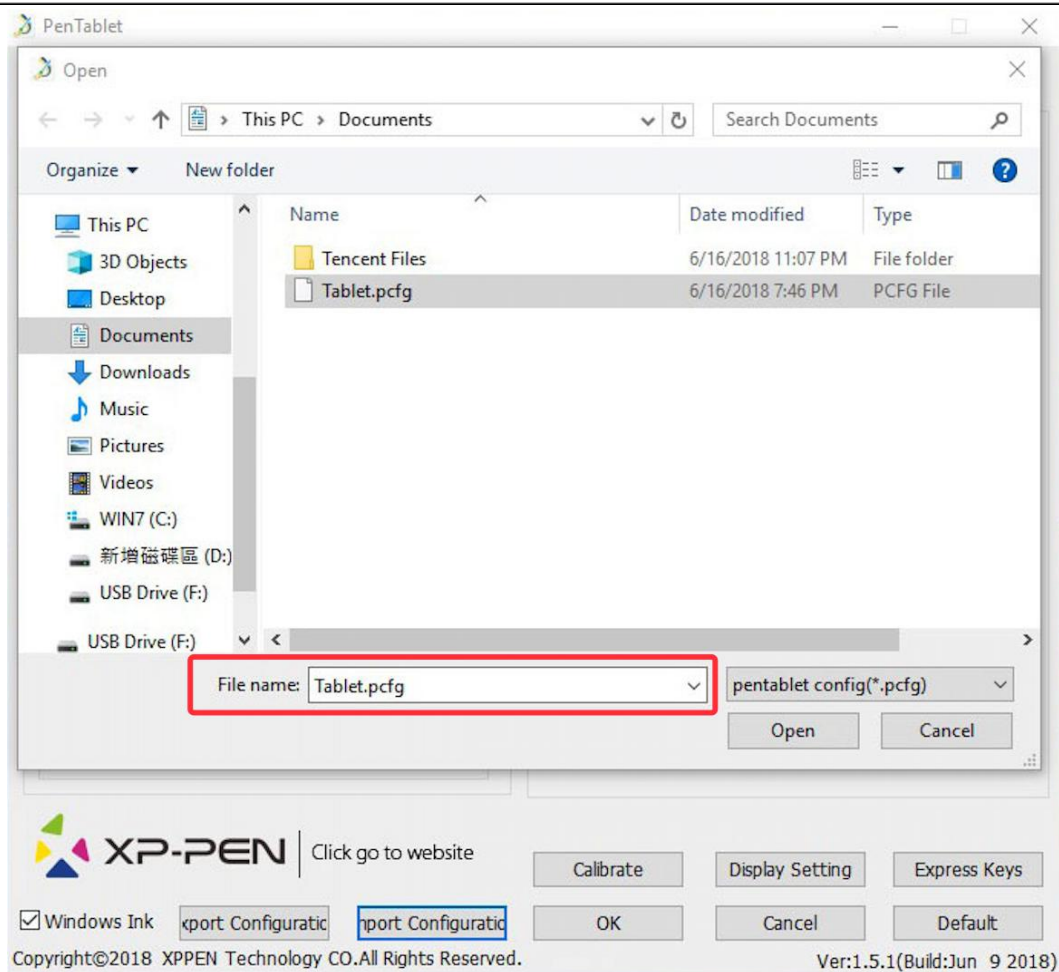 PenTablet
Open
This PC > Documents
Search Documents
Organize
New folder
Name
Date modified
Type
Tencent Files
6/16/2018 11:07 PM
File folder
Tablet.pcfg
6/16/2018 7:46 PM
PCFG File
This PC
3D Objects
Desktop
Documents
Downloads
Music
Pictures
Videos
WIN7 (C:)
新增磁碟區 (D:)
USB Drive (F:)
USB Drive (F:)
File name: Tablet.pcfg
pentablet config(*.pcfg)
Open
Cancel
XP-PEN
Click go to website
Calibrate
Display Setting
Express Keys
Windows Ink
xport Configuratic
nport Configuratic
OK
Cancel
Default
Copyright©2018 XPPEN Technology CO.All Rights Reserved.
Ver:1.5.1(Build:Jun 9 2018)